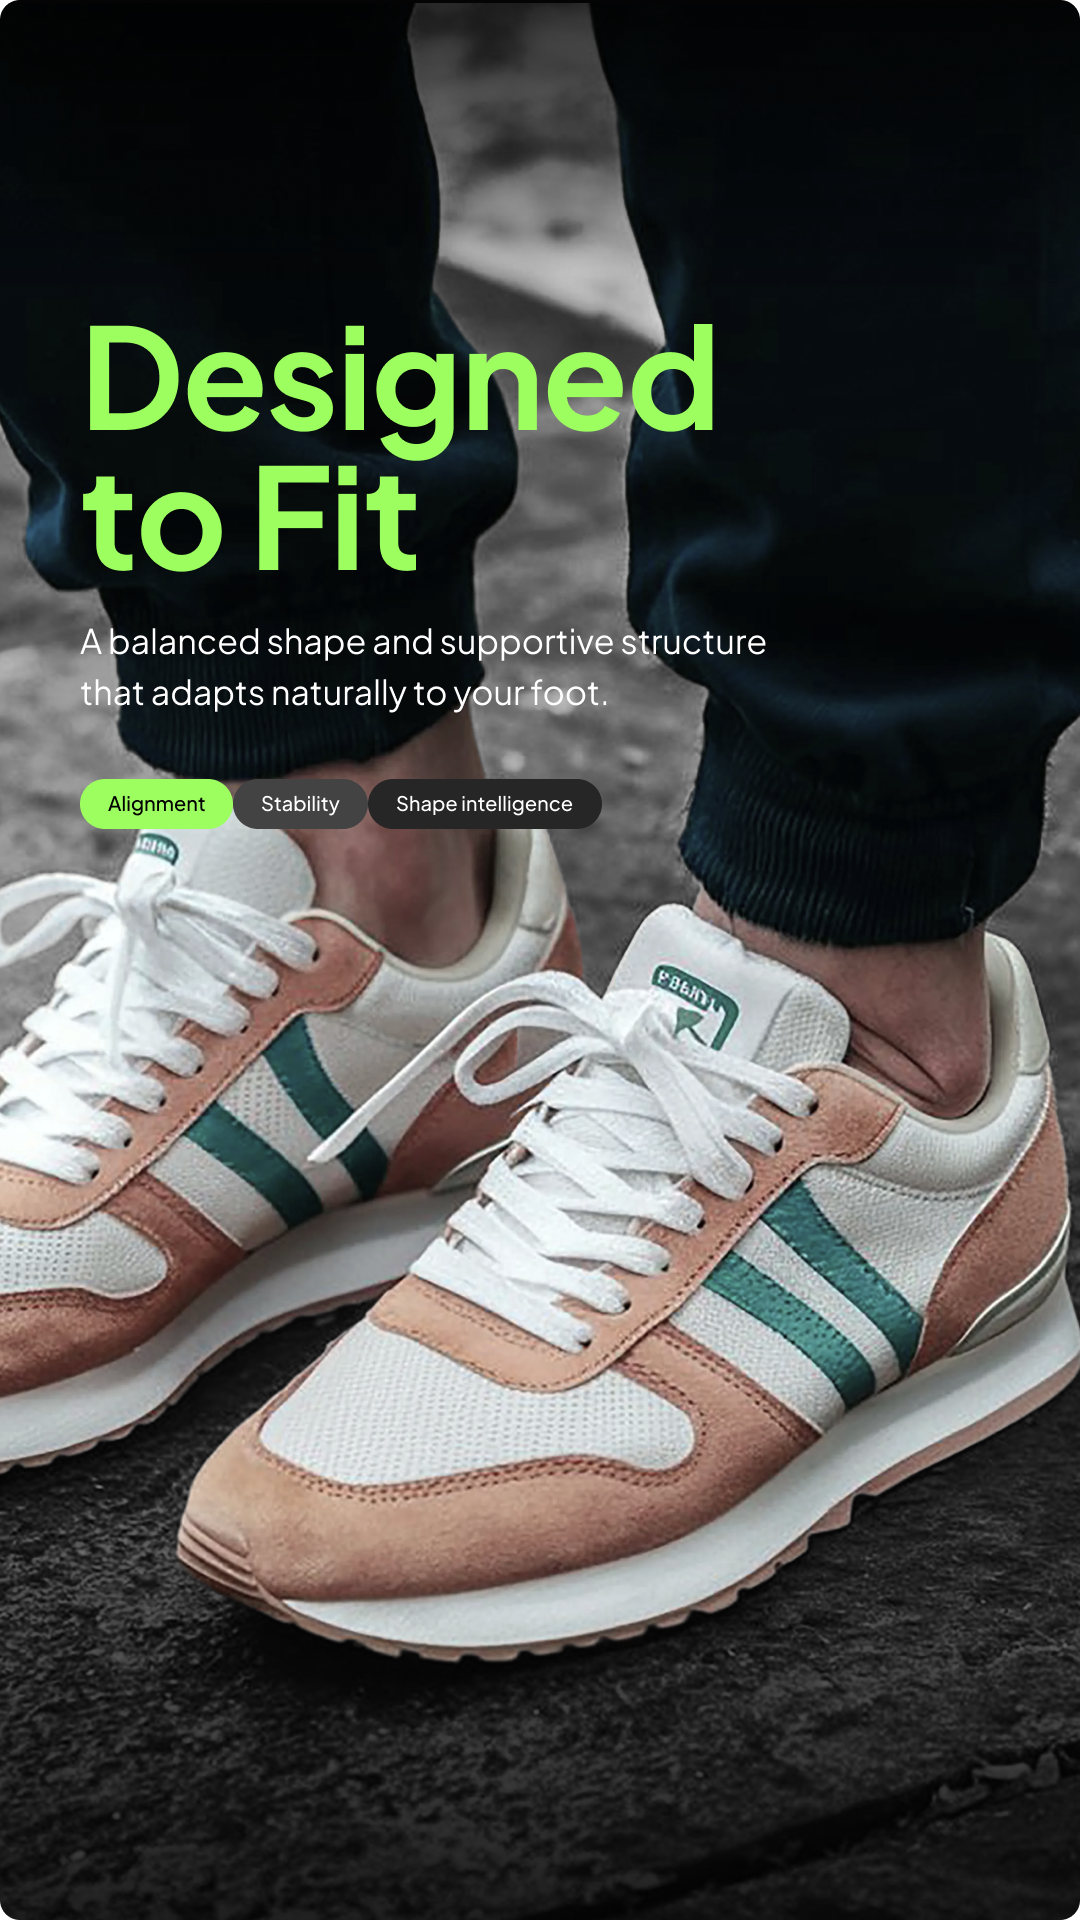 Designed
to Fit
A balanced shape and supportive structure
that adapts naturally to your foot.
Alignment Stability Shape intelligence